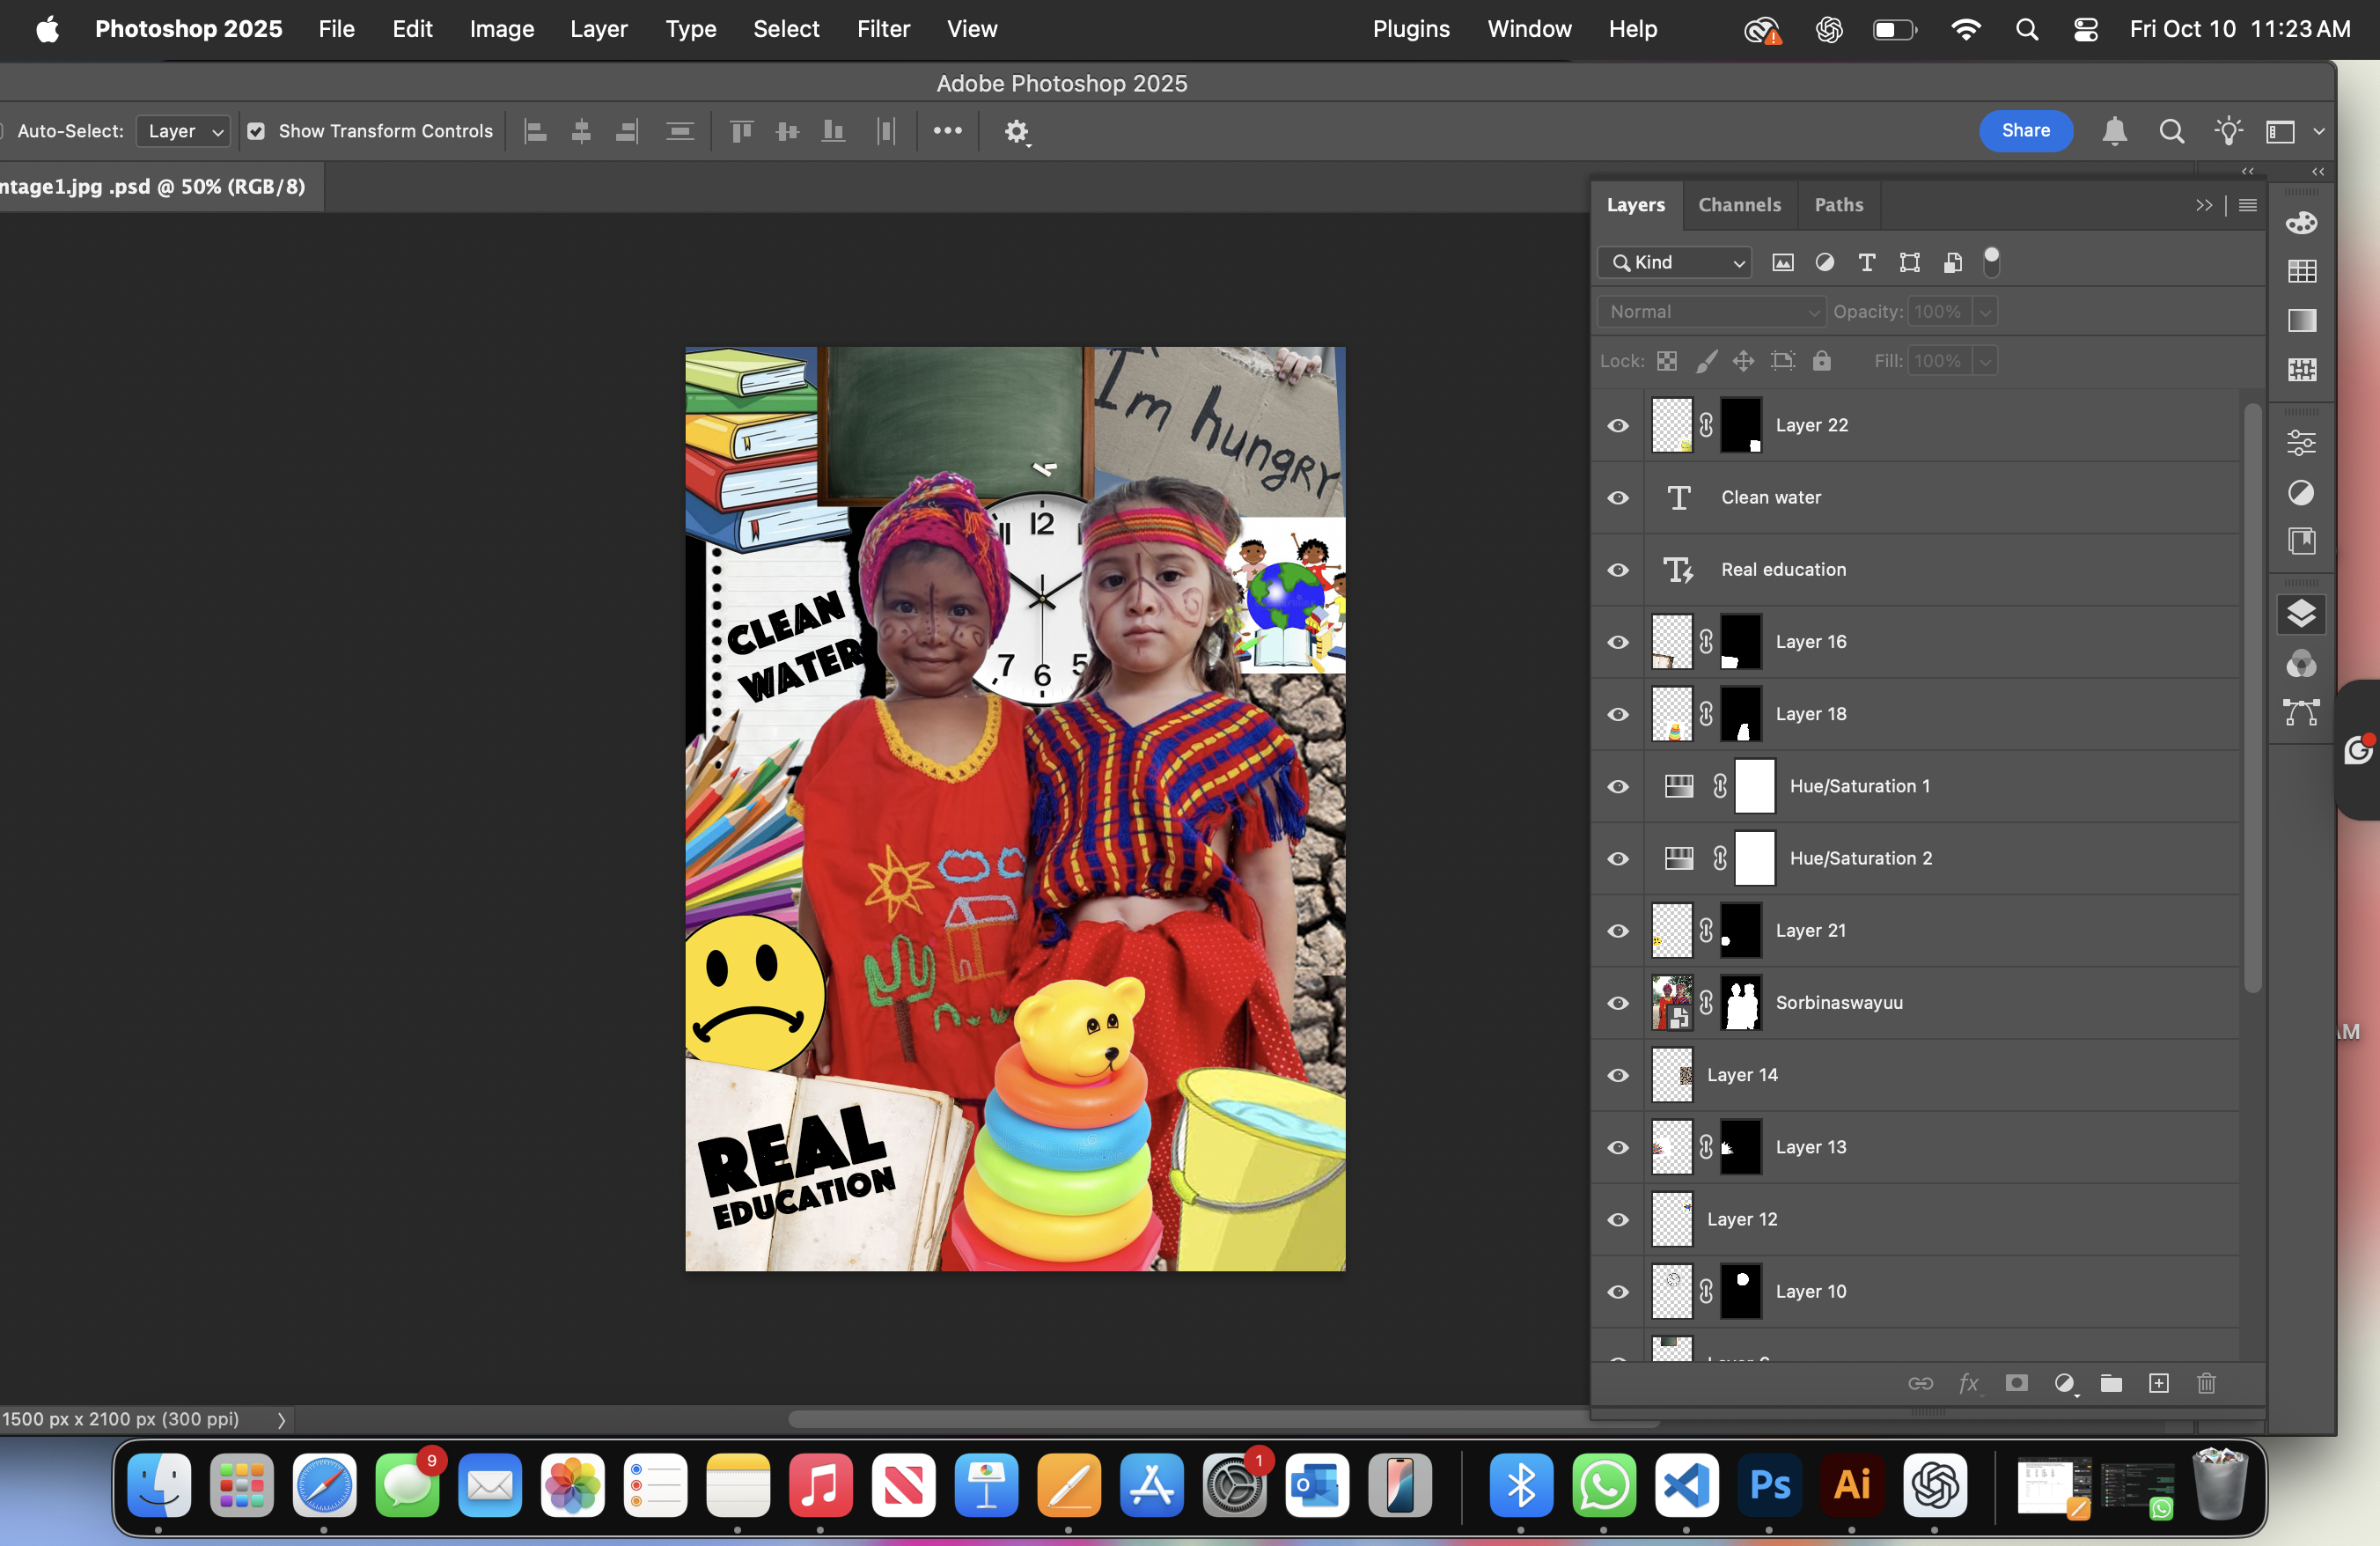 Photoshop 2025 File Edit Image Layer Type Select Filter View Plugins Window Help Fri Oct 10 11:23 AM
Adobe Photoshop 2025
Auto-Select: Layer Show Transform Controls Share
ntage1.jpg .psd @ 50% (RGB/8)
Layers Channels Paths
Kind
Normal Opacity: 100%
Lock: Fill: 100%
Layer 22
Clean water
Real education
Layer 16
Layer 18
Hue/Saturation 1
Hue/Saturation 2
Layer 21
Sorbinaswayuu
Layer 14
Layer 13
Layer 12
Layer 10
I'm hungry
11 12
7 6 5
CLEAN
WATER
REAL
EDUCATION
AM
1500 px x 2100 px (300 ppi)
9
1
Ps Ai